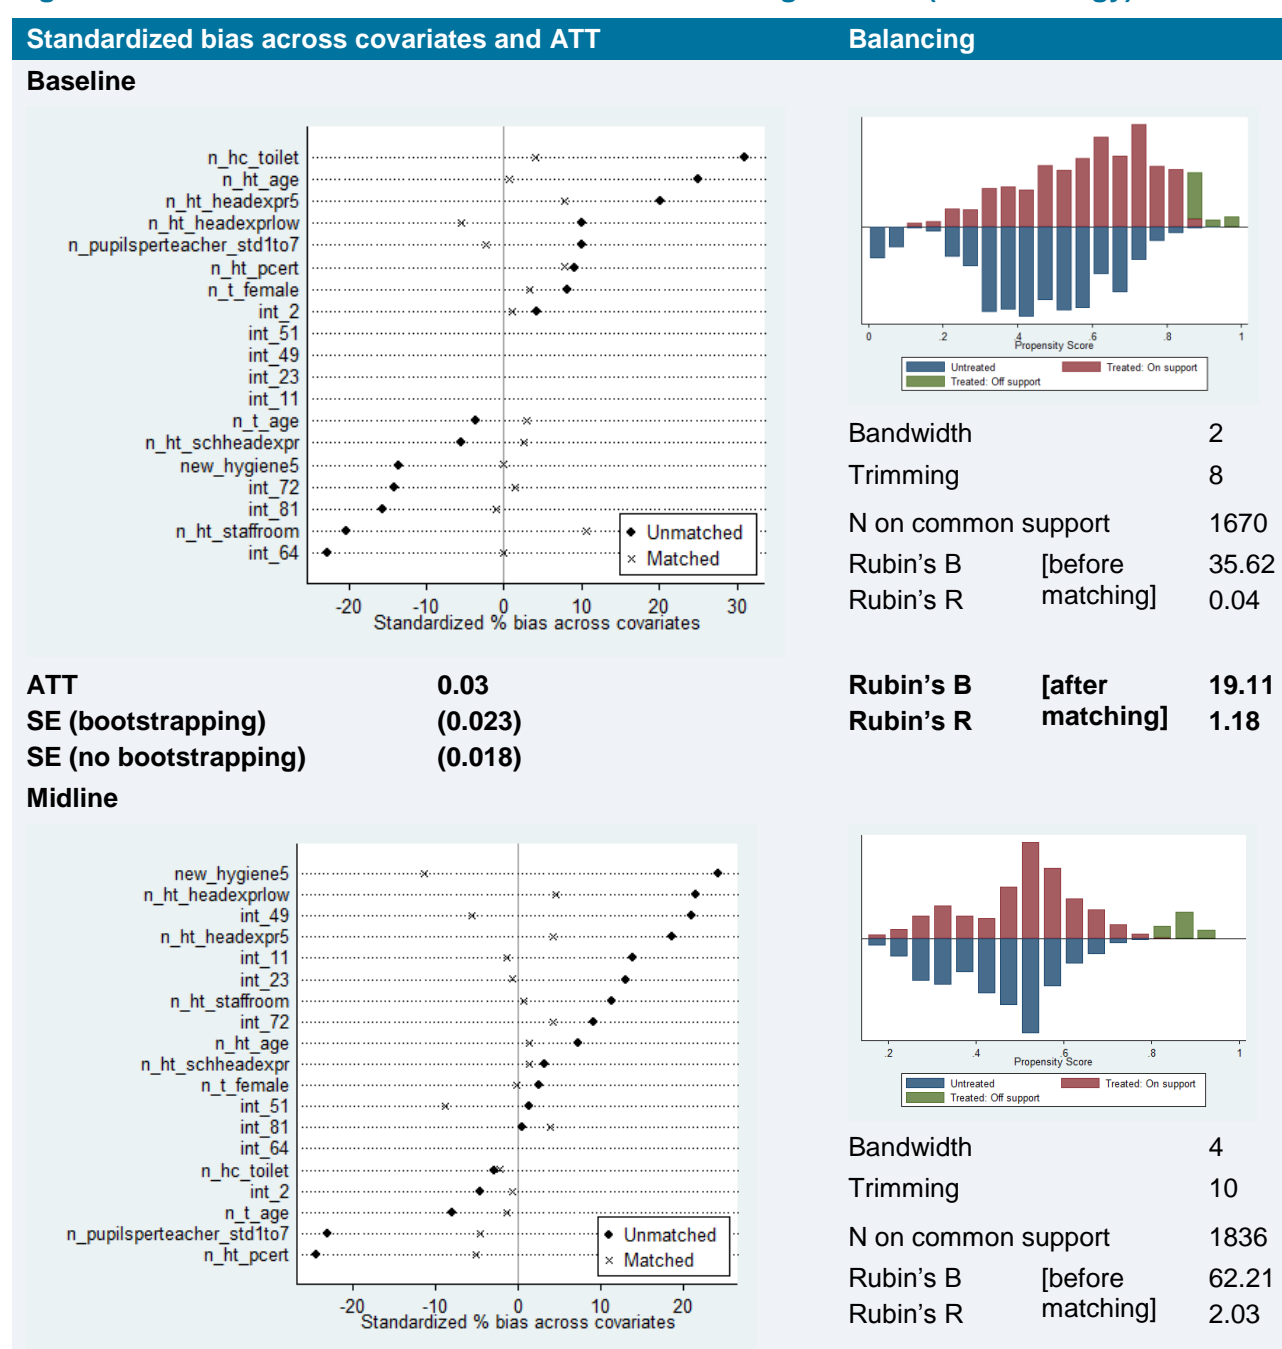 Standardized bias across covariates and ATT Balancing
Baseline
n_hc_toilet
n_ht_age
n_ht_headexpr5
n_ht_headexprlow
n_pupilsperteacher_std1to7
n_ht_pcert
n_t_female
int_2
int_51
int_49
int_23
int_11
n_t_age
n_ht_schheadexpr
new_hygiene5
int_72
int_81
n_ht_staffroom
int_64
Unmatched
Matched
-20 -10 0 10 20 30
Standardized % bias across covariates
0 .2 .4 .6 .8 1
Propensity Score
Untreated Treated: On support
Treated: Off support
Bandwidth 2
Trimming 8
N on common support 1670
Rubin's B [before matching] 35.62
Rubin's R 0.04
ATT 0.03
SE (bootstrapping) (0.023)
SE (no bootstrapping) (0.018)
Rubin's B [after matching] 19.11
Rubin's R 1.18
Midline
new_hygiene5
n_ht_headexprlow
int_49
n_ht_headexpr5
int_11
int_23
n_ht_staffroom
int_72
n_ht_age
n_ht_schheadexpr
n_t_female
int_51
int_81
int_64
n_hc_toilet
int_2
n_t_age
n_pupilsperteacher_std1to7
n_ht_pcert
Unmatched
Matched
-20 -10 0 10 20
Standardized % bias across covariates
.2 .4 .6 .8 1
Propensity Score
Untreated Treated: On support
Treated: Off support
Bandwidth 4
Trimming 10
N on common support 1836
Rubin's B [before matching] 62.21
Rubin's R 2.03